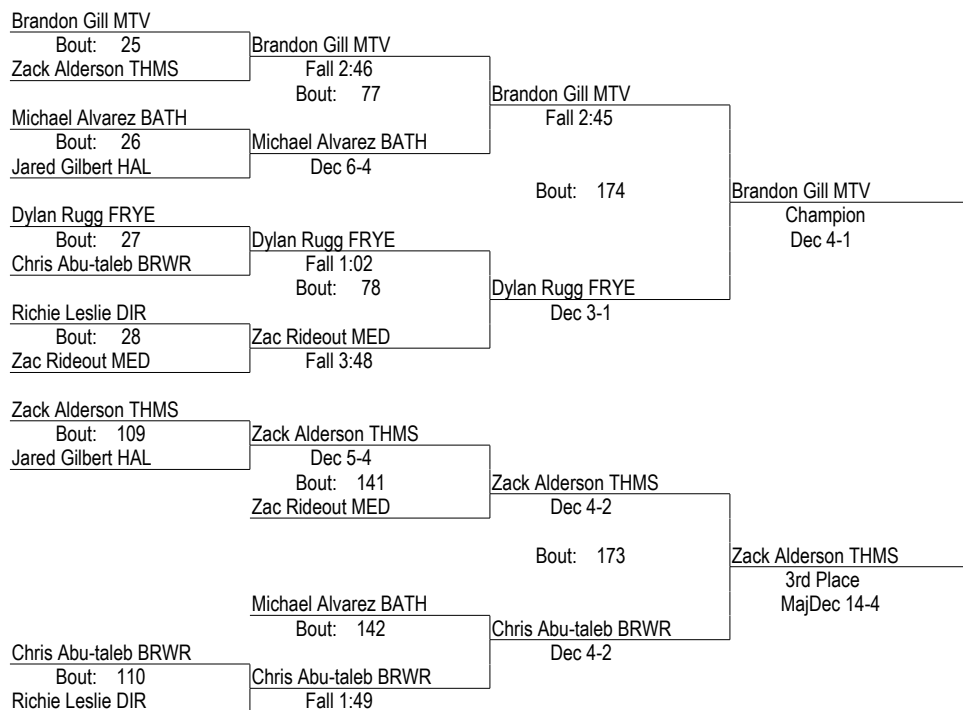 Brandon Gill MTV
Bout: 25
Zack Alderson THMS
Brandon Gill MTV
Fall 2:46
Bout: 77
Michael Alvarez BATH
Bout: 26
Jared Gilbert HAL
Michael Alvarez BATH
Dec 6-4
Brandon Gill MTV
Fall 2:45
Bout: 174
Dylan Rugg FRYE
Bout: 27
Chris Abu-taleb BRWR
Dylan Rugg FRYE
Fall 1:02
Bout: 78
Richie Leslie DIR
Bout: 28
Zac Rideout MED
Zac Rideout MED
Fall 3:48
Dylan Rugg FRYE
Dec 3-1
Brandon Gill MTV
Champion
Dec 4-1
Zack Alderson THMS
Bout: 109
Jared Gilbert HAL
Zack Alderson THMS
Dec 5-4
Bout: 141
Zac Rideout MED
Zack Alderson THMS
Dec 4-2
Bout: 173
Michael Alvarez BATH
Bout: 142
Chris Abu-taleb BRWR
Bout: 110
Richie Leslie DIR
Chris Abu-taleb BRWR
Fall 1:49
Chris Abu-taleb BRWR
Dec 4-2
Zack Alderson THMS
3rd Place
MajDec 14-4